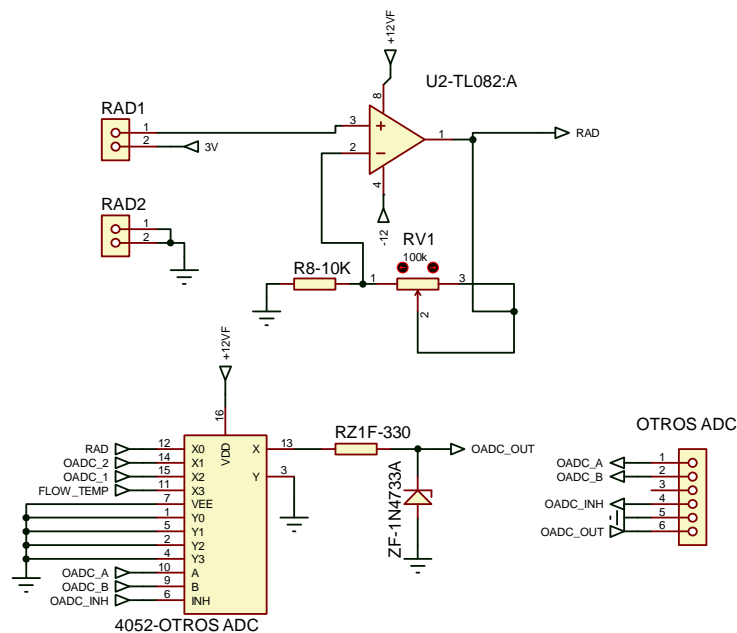 +12VF
U2-TL082:A
RAD1
1
2
3V
8
3
2
1
4
RAD
-12
RAD2
1
2
RV1
100k
R8-10K
1
3
2
+12VF
16
VDD
RAD 12 X0
OADC_2 14 X1
OADC_1 15 X2
FLOW_TEMP 11 X3
7 VEE
1 Y0
5 Y1
2 Y2
4 Y3
OADC_A 10 A
OADC_B 9 B
OADC_INH 6 INH
X 13
Y 3
4052-OTROS ADC
RZ1F-330
OADC_OUT
ZF-1N4733A
OTROS ADC
OADC_A 1
OADC_B 2
3
OADC_INH 4
5
OADC_OUT 6